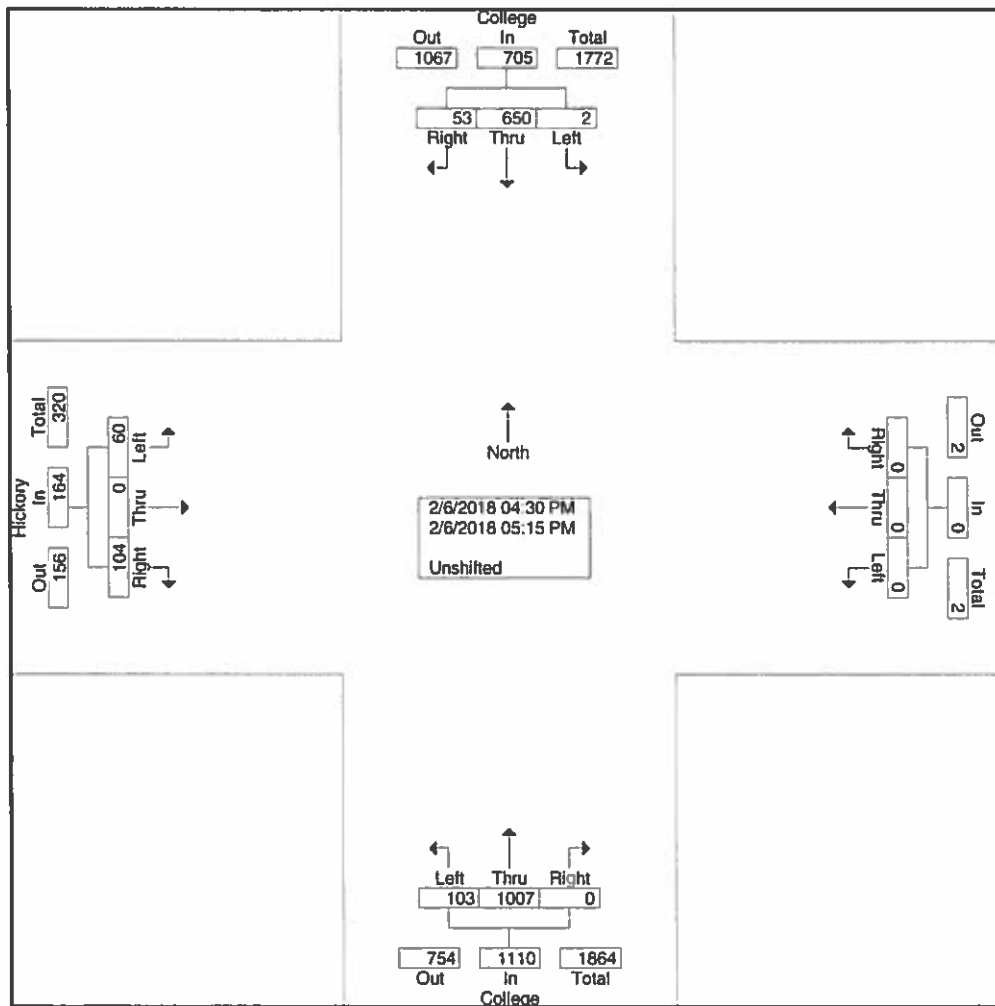 College
Out In Total
1067 705 1772
53 650 2
Right Thru Left
Total
320
In
164
Out
156
Hickory
60
Left
0
Thru
104
Right
North
2/6/2018 04:30 PM
2/6/2018 05:15 PM
Unshifted
Right
0
Thru
0
Left
0
Out
2
In
0
Total
2
Left Thru Right
103 1007 0
754 1110 1864
Out In Total
College